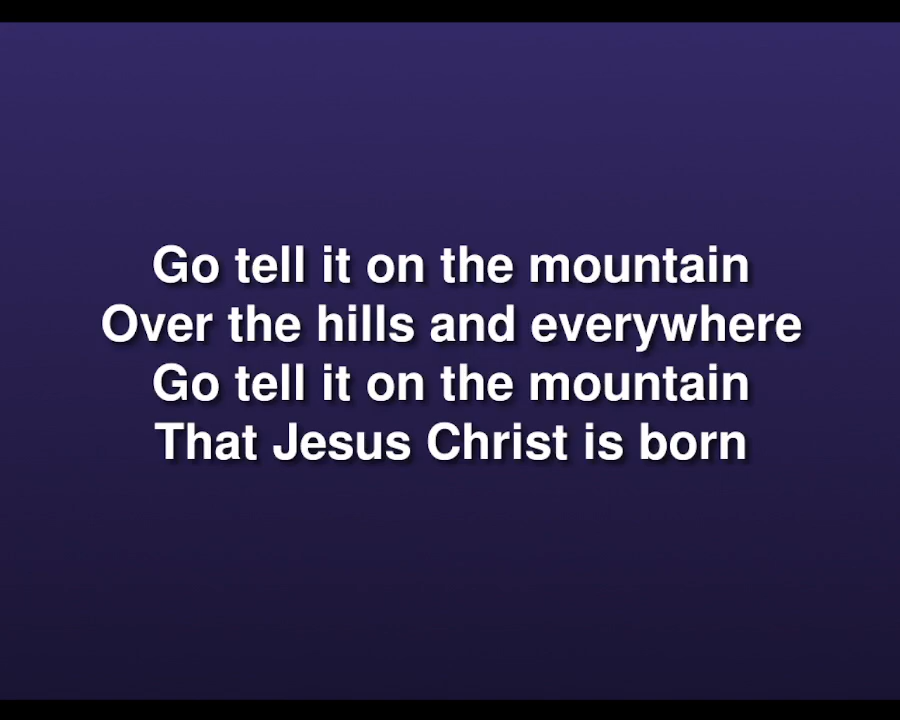 Go tell it on the mountain
Over the hills and everywhere
Go tell it on the mountain
That Jesus Christ is born